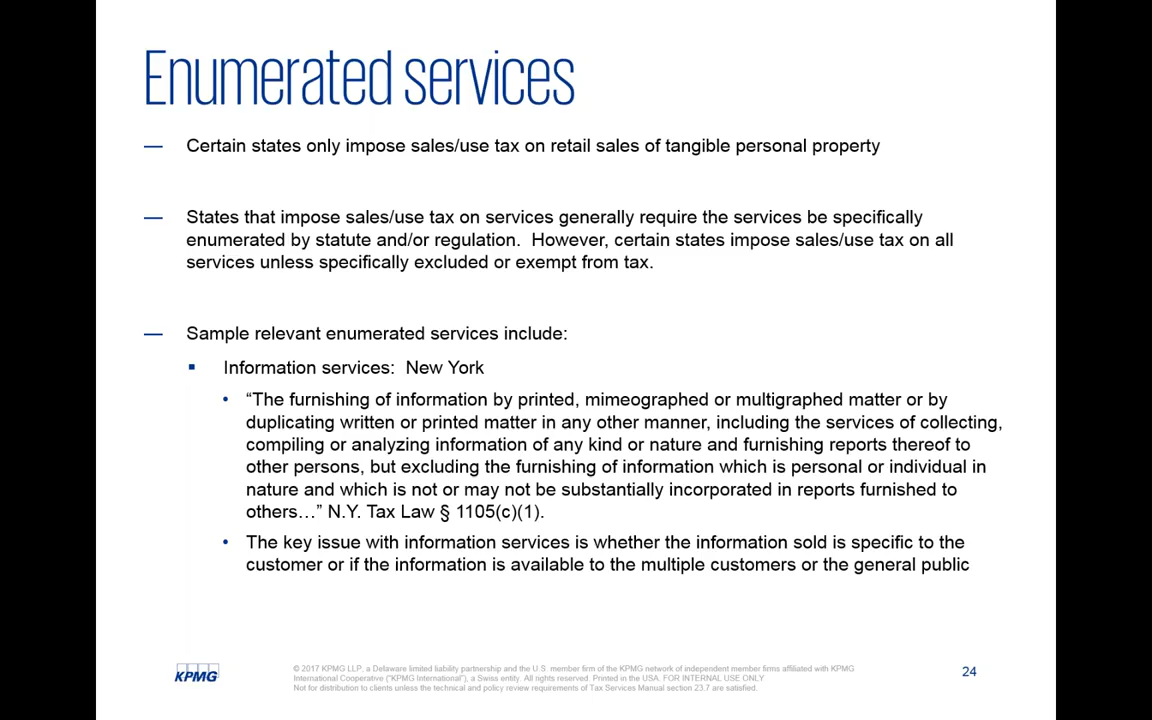 Enumerated services
— Certain states only impose sales/use tax on retail sales of tangible personal property
— States that impose sales/use tax on services generally require the services be specifically
enumerated by statute and/or regulation.  However, certain states impose sales/use tax on all
services unless specifically excluded or exempt from tax.
— Sample relevant enumerated services include:
▪ Information services:  New York
• “The furnishing of information by printed, mimeographed or multigraphed matter or by
duplicating written or printed matter in any other manner, including the services of collecting,
compiling or analyzing information of any kind or nature and furnishing reports thereof to
other persons, but excluding the furnishing of information which is personal or individual in
nature and which is not or may not be substantially incorporated in reports furnished to
others…” N.Y. Tax Law § 1105(c)(1).
• The key issue with information services is whether the information sold is specific to the
customer or if the information is available to the multiple customers or the general public
KPMG
© 2017 KPMG LLP, a Delaware limited liability partnership and the U.S. member firm of the KPMG network of independent member firms affiliated with KPMG
International Cooperative (“KPMG International”), a Swiss entity. All rights reserved. Printed in the USA. FOR INTERNAL USE ONLY
Not for distribution to clients unless the technical and policy review requirements of Tax Services Manual section 23.7 are satisfied.
24